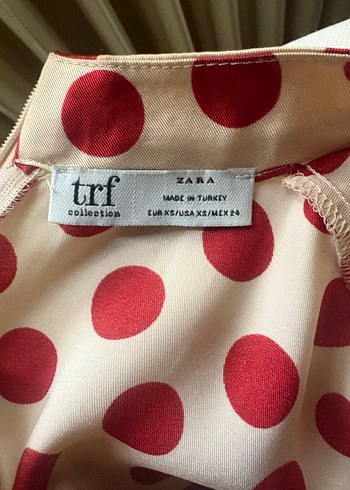 trf
collection
ZARA
MADE IN TURKEY
EUR XS/USA XS/MEX 24